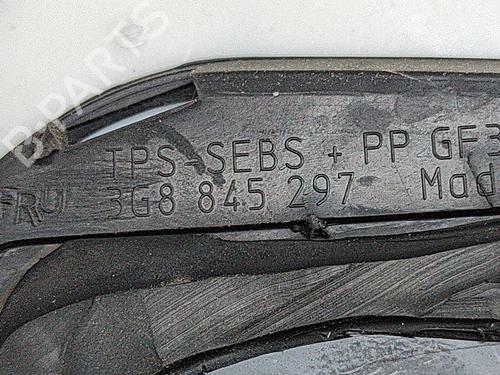 B-PARTS
TPS-SEBS + PP GF3
FRU 3G8 845 297 Mad